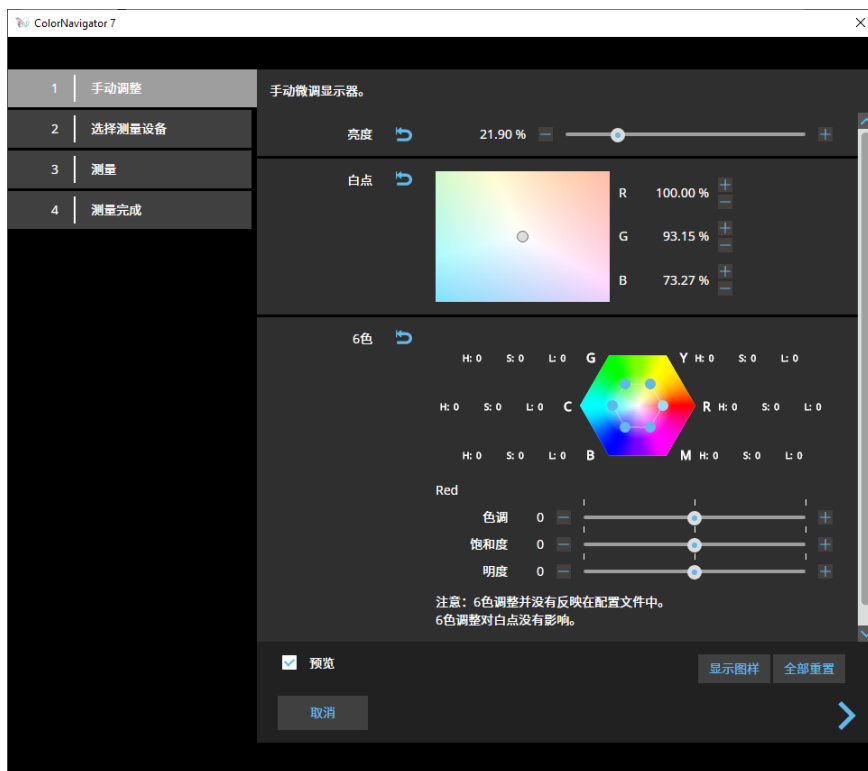 ColorNavigator 7
1 手动调整
2 选择测量设备
3 测量
4 测量完成
手动微调显示器。
亮度 21.90 %
白点
R 100.00 %
G 93.15 %
B 73.27 %
6色
H: 0 S: 0 L: 0 G Y H: 0 S: 0 L: 0
H: 0 S: 0 L: 0 C R H: 0 S: 0 L: 0
H: 0 S: 0 L: 0 B M H: 0 S: 0 L: 0
Red
色调 0
饱和度 0
明度 0
注意：6色调整并没有反映在配置文件中。
6色调整对白点没有影响。
预览
显示图样 全部重置
取消